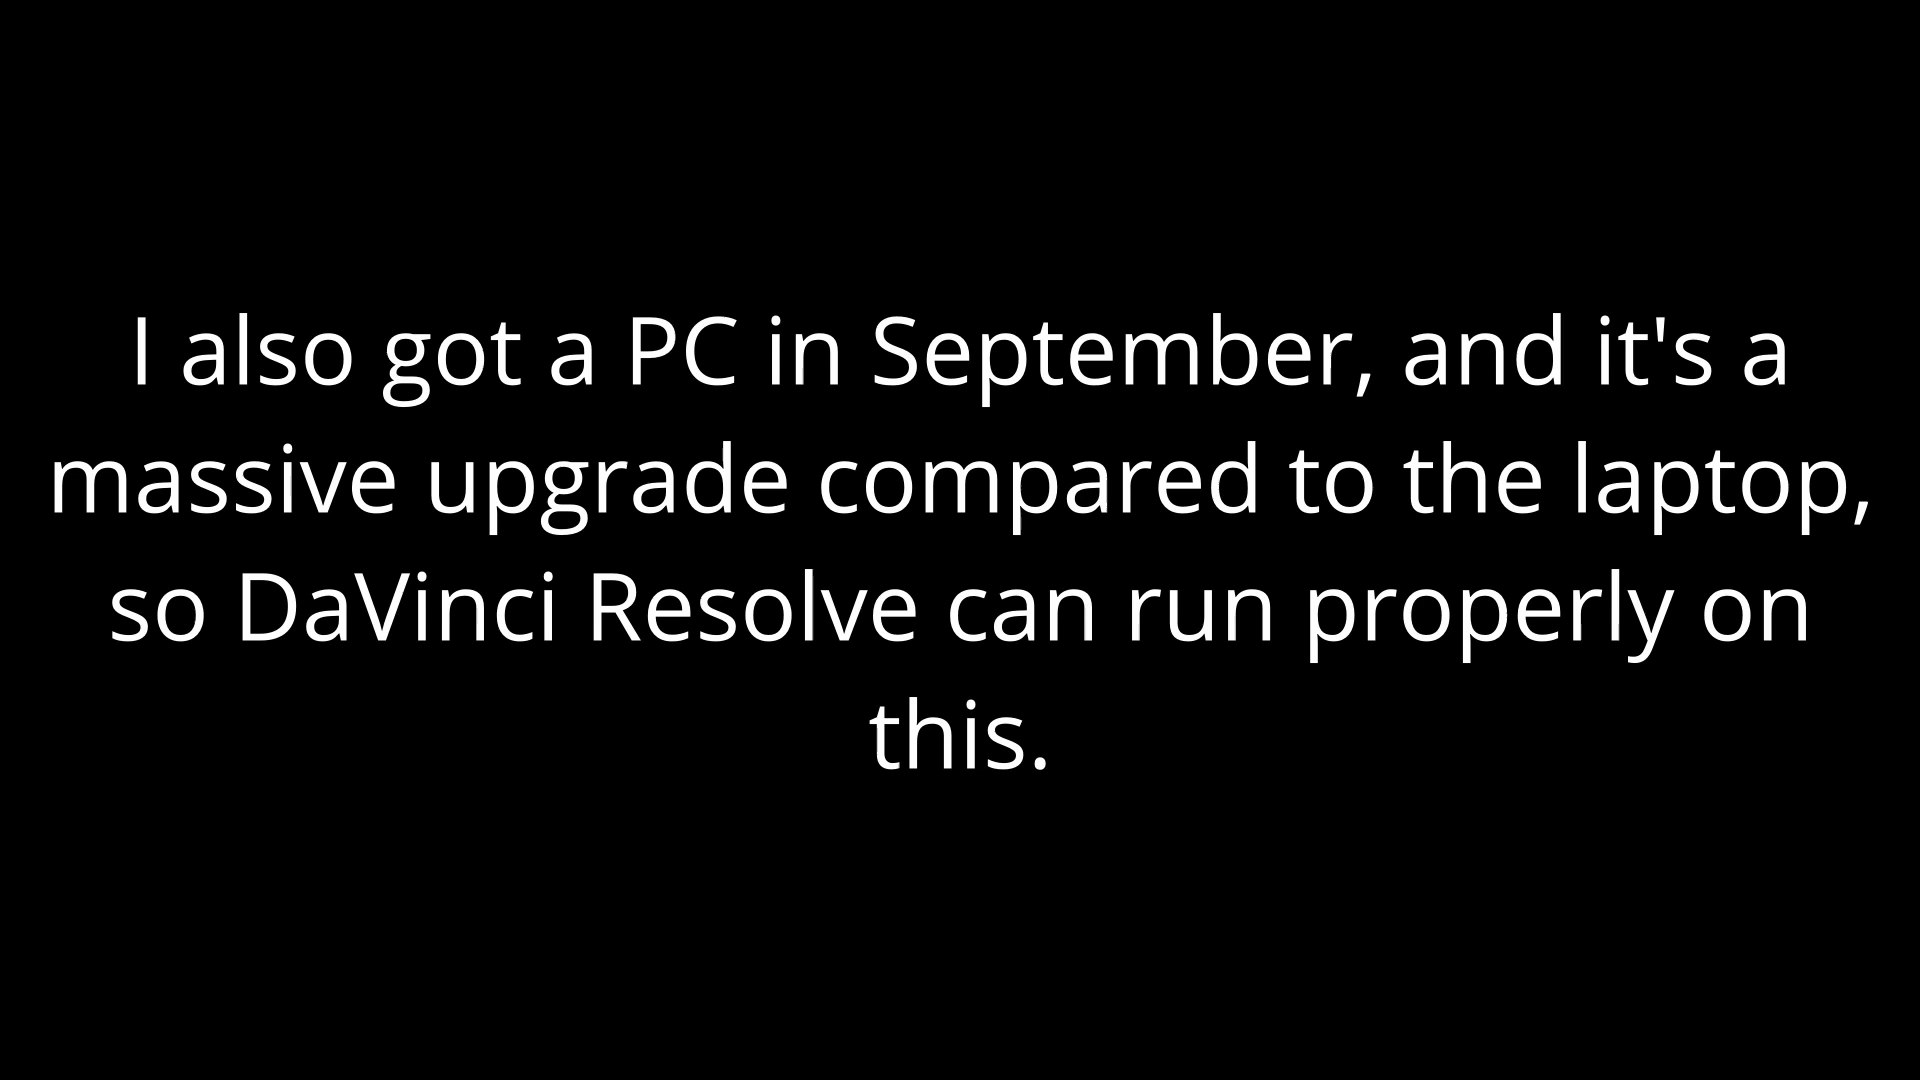 I also got a PC in September, and it's a
massive upgrade compared to the laptop,
so DaVinci Resolve can run properly on
this.